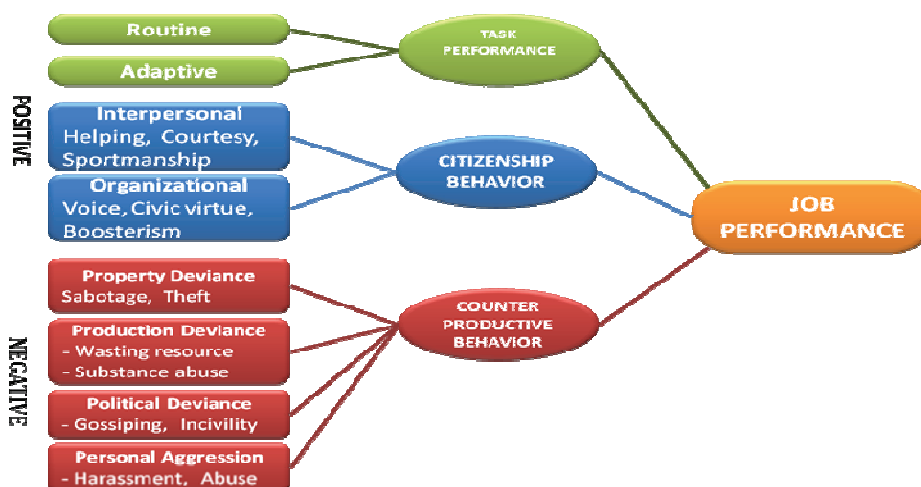 Routine
Adaptive
TASK
PERFORMANCE
POSITIVE
Interpersonal
Helping, Courtesy,
Sportmanship
Organizational
Voice, Civic virtue,
Boosterism
CITIZENSHIP
BEHAVIOR
JOB
PERFORMANCE
Property Deviance
Sabotage, Theft
Production Deviance
- Wasting resource
- Substance abuse
COUNTER
PRODUCTIVE
BEHAVIOR
NEGATIVE
Political Deviance
- Gossiping, Incivility
Personal Aggression
- Harassment, Abuse